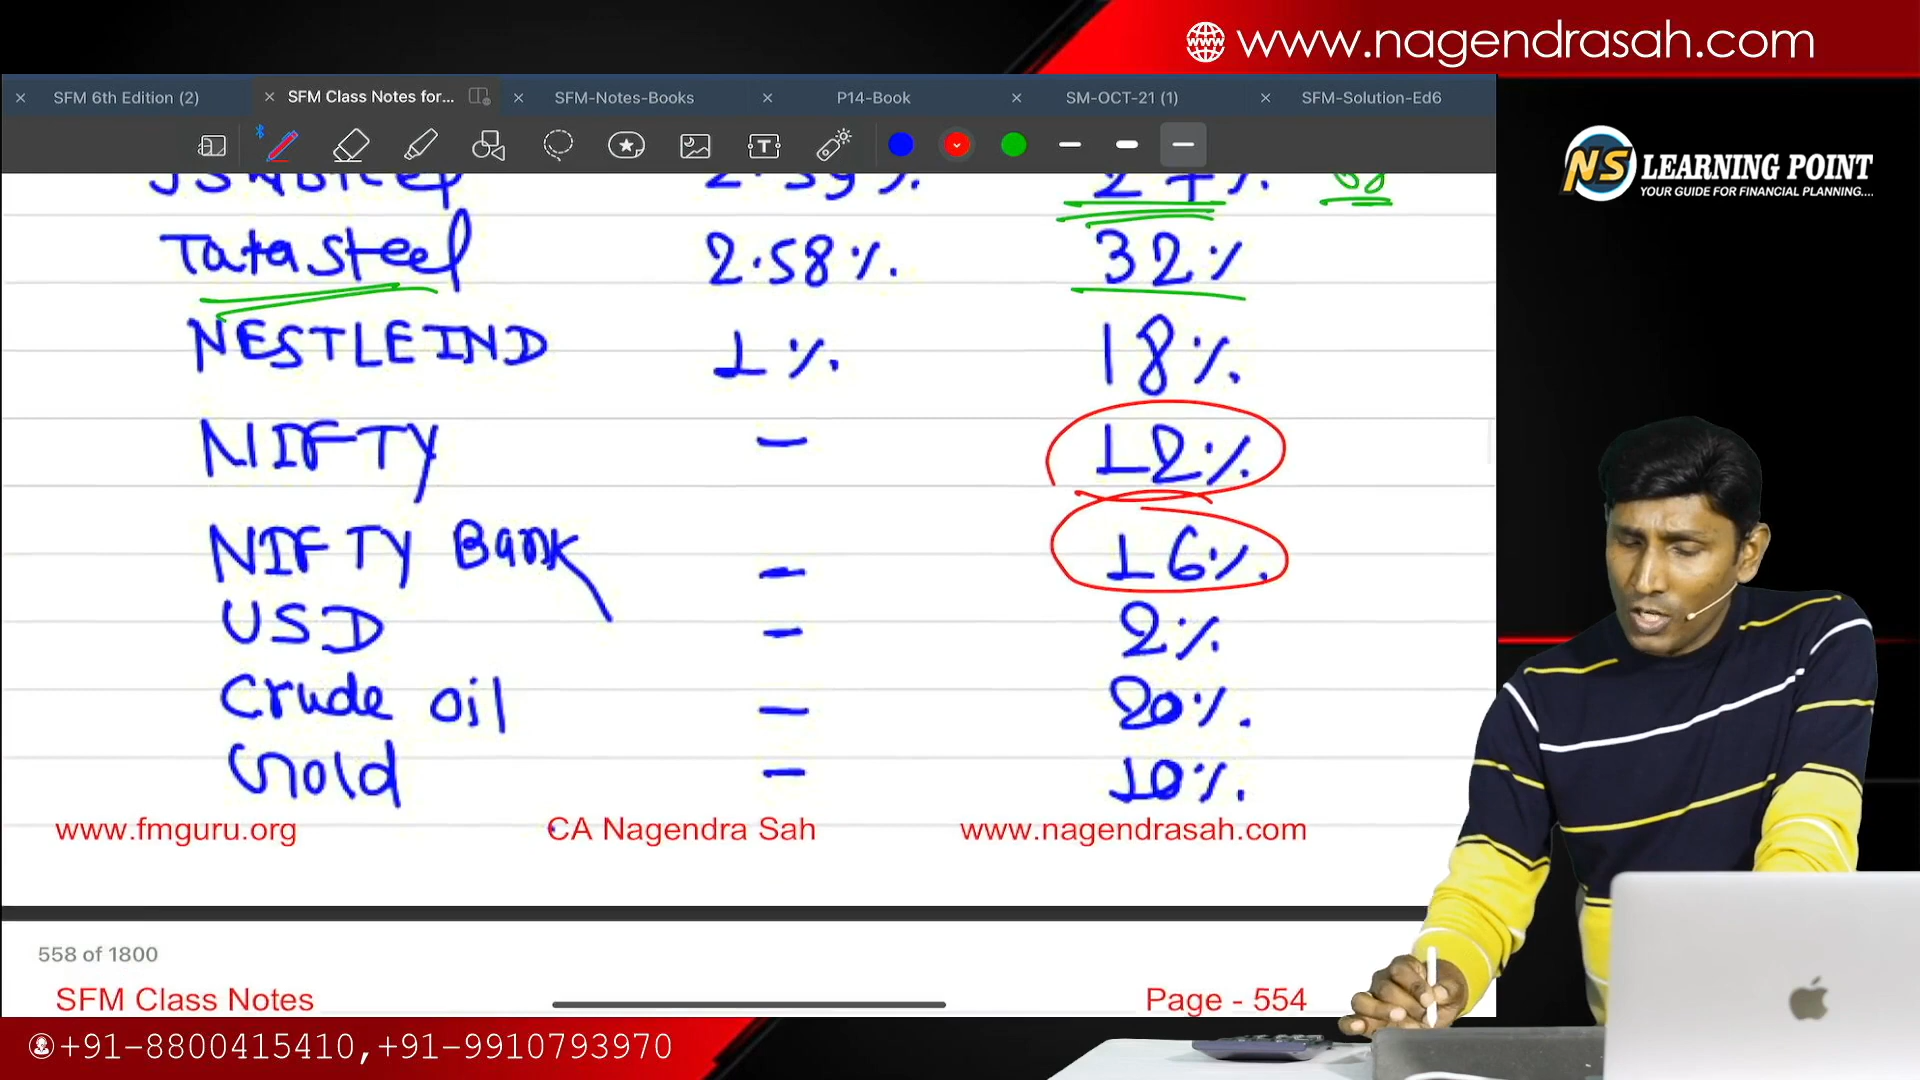 www.nagendrasah.com
SFM 6th Edition (2)
SFM Class Notes for...
SFM-Notes-Books
P14-Book
SM-OCT-21 (1)
SFM-Solution-Ed6
T
NS LEARNING POINT
YOUR GUIDE FOR FINANCIAL PLANNING....
2.59%. 27%.
Tata Steel 2.58%. 32%
NESTLEIND 1%. 18%.
NIFTY - 12%.
NIFTY Bank - 16%.
USD - 2%.
Crude oil - 20%.
Gold - 10%.
www.fmguru.org CA Nagendra Sah www.nagendrasah.com
558 of 1800
SFM Class Notes Page - 554
+91-8800415410,+91-9910793970